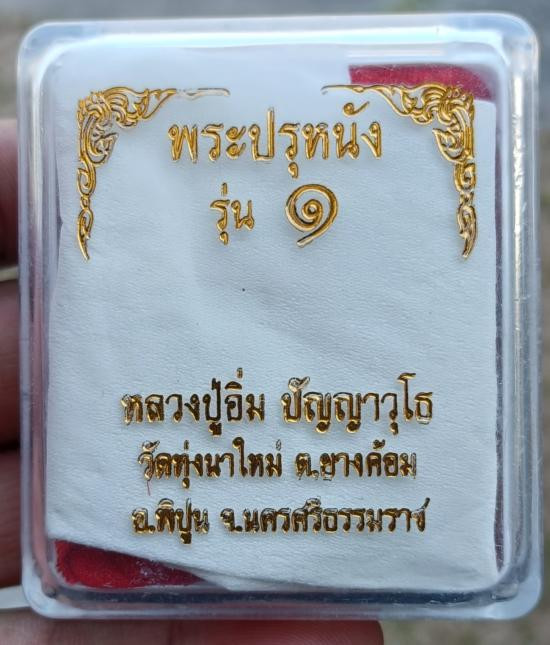 พระปรุหนัง
รุ่น ๑
หลวงปู่อิ่ม ปัญญาวุโธ
วัดทุ่งนาใหม่ ต.ยางค้อม
อ.พิปูน จ.นครศรีธรรมราช